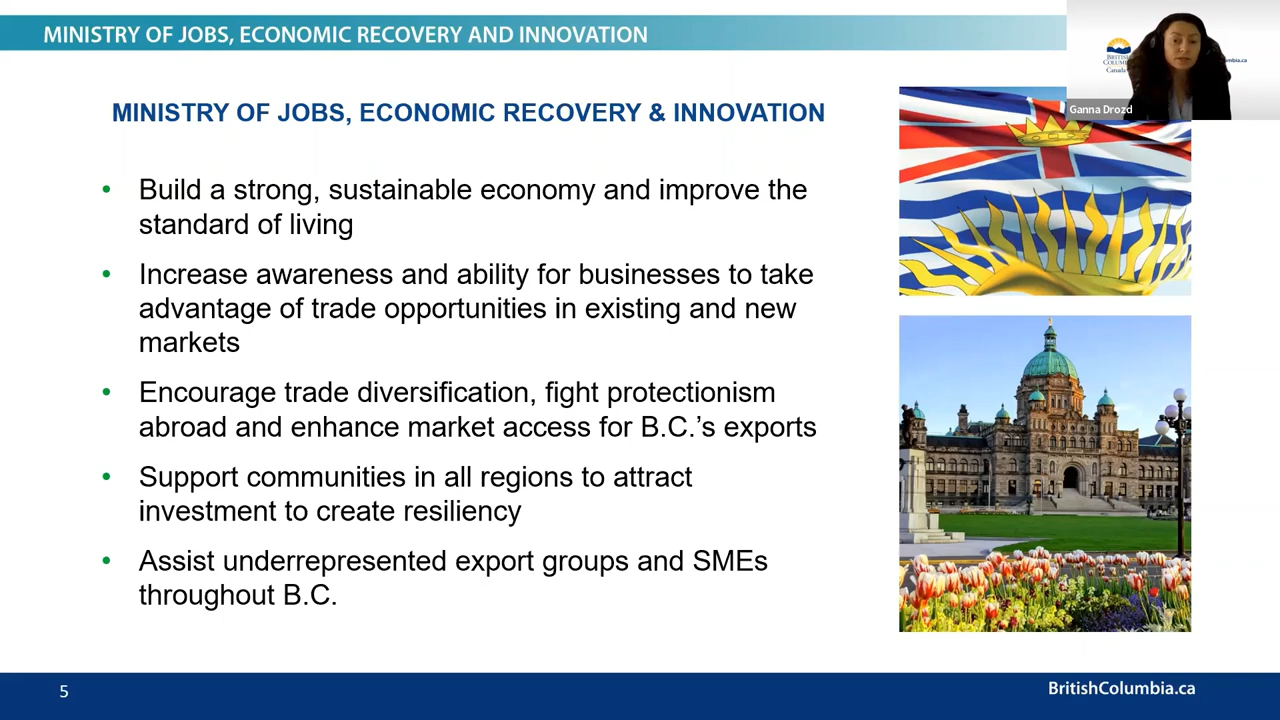 MINISTRY OF JOBS, ECONOMIC RECOVERY AND INNOVATION
MINISTRY OF JOBS, ECONOMIC RECOVERY & INNOVATION
• Build a strong, sustainable economy and improve the
standard of living
• Increase awareness and ability for businesses to take
advantage of trade opportunities in existing and new
markets
• Encourage trade diversification, fight protectionism
abroad and enhance market access for B.C.’s exports
• Support communities in all regions to attract
investment to create resiliency
• Assist underrepresented export groups and SMEs
throughout B.C.
Ganna Drozd
5
BritishColumbia.ca